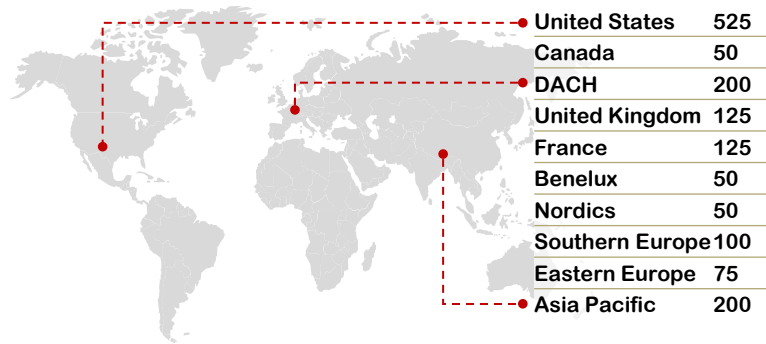 United States 525
Canada 50
DACH 200
United Kingdom 125
France 125
Benelux 50
Nordics 50
Southern Europe 100
Eastern Europe 75
Asia Pacific 200